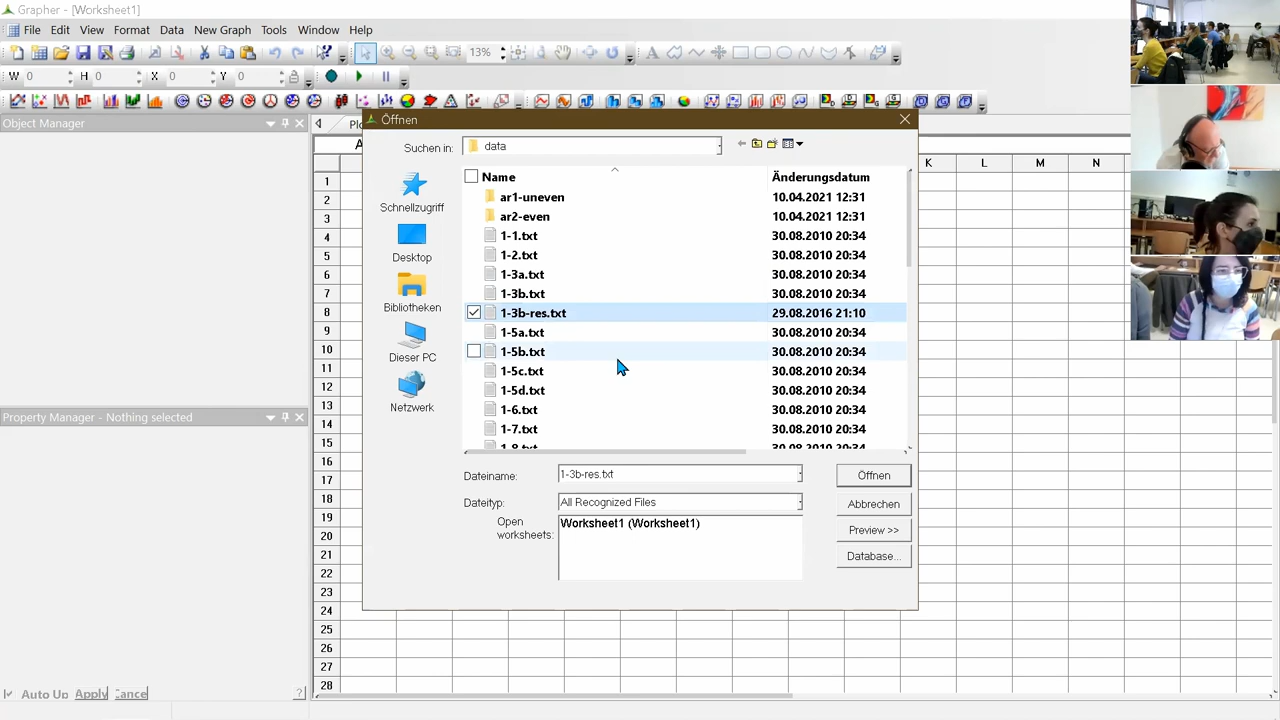 Grapher - [Worksheet1]
File Edit View Format Data New Graph Tools Window Help
13%
W 0 H 0 X 0 Y 0
Object Manager
Öffnen
Suchen in: data
A K L M N
Name Änderungsdatum
ar1-uneven 10.04.2021 12:31
ar2-even 10.04.2021 12:31
1-1.txt 30.08.2010 20:34
1-2.txt 30.08.2010 20:34
1-3a.txt 30.08.2010 20:34
1-3b.txt 30.08.2010 20:34
1-3b-res.txt 29.08.2016 21:10
1-5a.txt 30.08.2010 20:34
1-5b.txt 30.08.2010 20:34
1-5c.txt 30.08.2010 20:34
1-5d.txt 30.08.2010 20:34
1-6.txt 30.08.2010 20:34
1-7.txt 30.08.2010 20:34
1-8.txt 30.08.2010 20:34
Schnellzugriff
Desktop
Bibliotheken
Dieser PC
Netzwerk
Dateiname: 1-3b-res.txt Öffnen
Dateityp: All Recognized Files Abbrechen
Open worksheets: Worksheet1 (Worksheet1)
Preview >>
Database...
Property Manager - Nothing selected
Auto Up Apply Cance ?
1
2
3
4
5
6
7
8
9
10
11
12
13
14
15
16
17
18
19
20
21
22
23
24
25
26
27
28